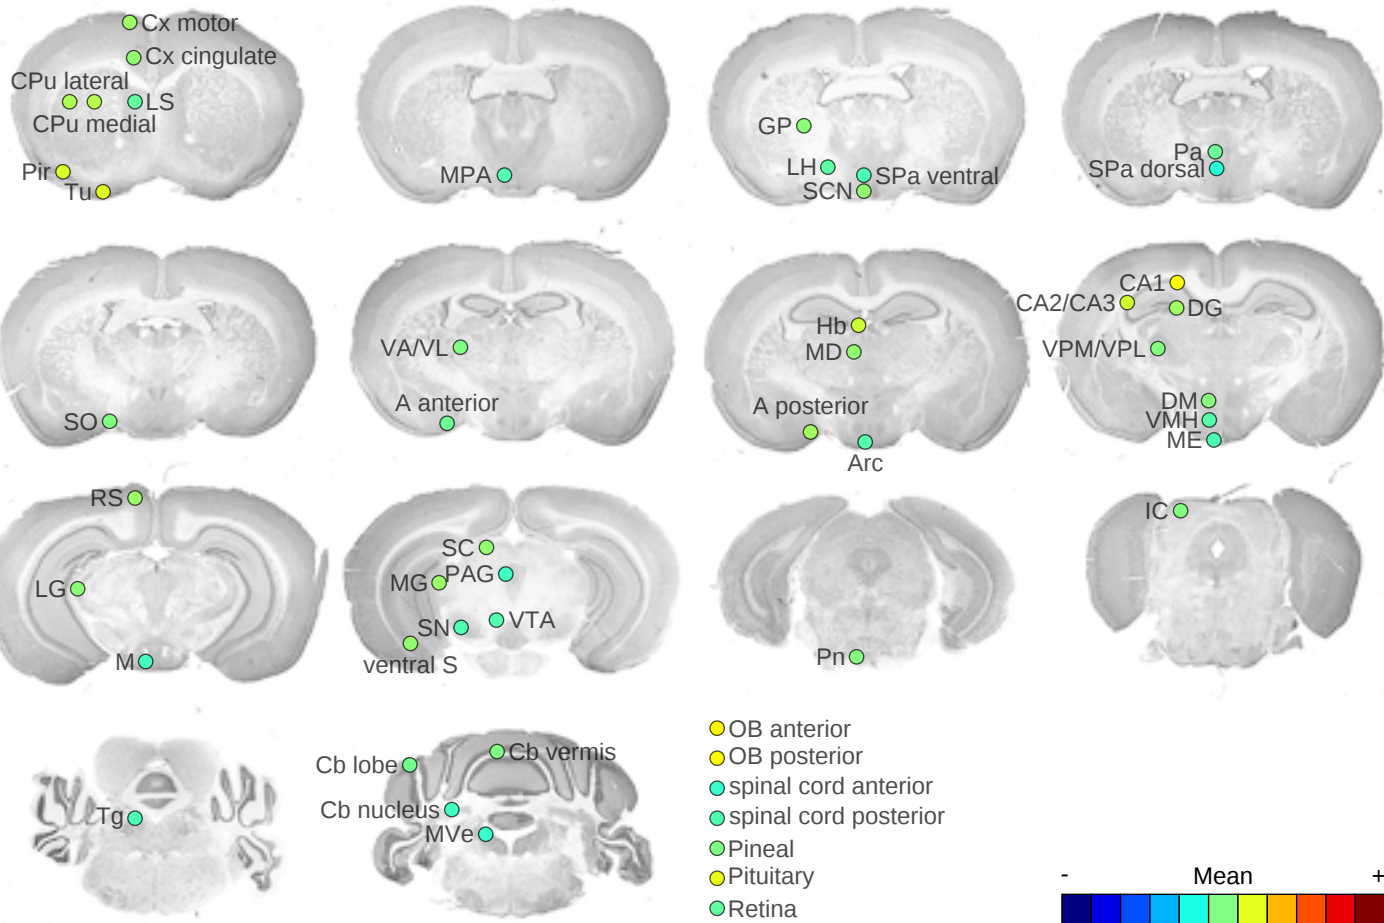 Cx motor
Cx cingulate
CPu lateral
LS
CPu medial
Pir
Tu
MPA
GP
LH
SPa ventral
SCN
Pa
SPa dorsal
SO
VA/VL
A anterior
Hb
MD
A posterior
Arc
CA1
CA2/CA3
DG
VPM/VPL
DM
VMH
ME
RS
LG
M
SC
MG
PAG
SN
VTA
ventral S
Pn
IC
Tg
Cb lobe
Cb vermis
Cb nucleus
MVe
OB anterior
OB posterior
spinal cord anterior
spinal cord posterior
Pineal
Pituitary
Retina
- Mean +